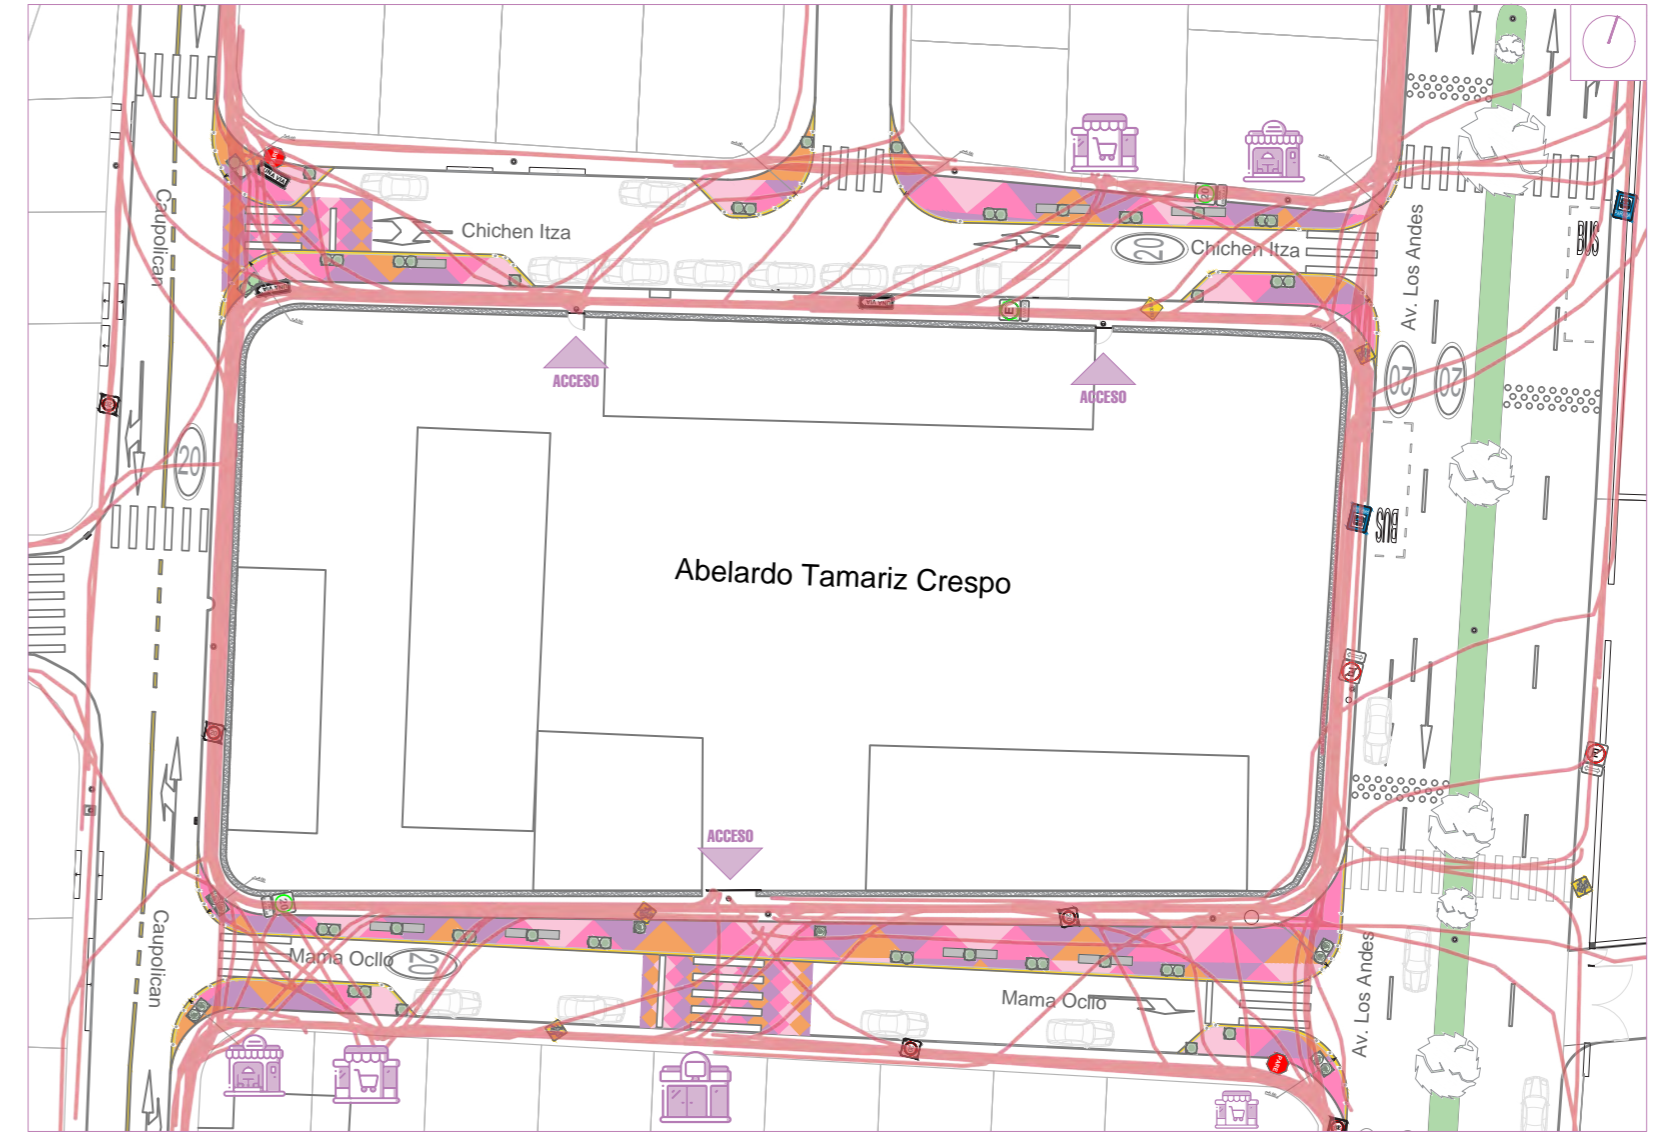 Caupolican
Chichen Itza
20
Chichen Itza
Av. Los Andes
BUS
E
ACCESO
ACCESO
20
20
20
BUS
Abelardo Tamariz Crespo
ACCESO
Caupolican
Mama Ocllo
20
Mama Ocllo
Av. Los Andes
PARE